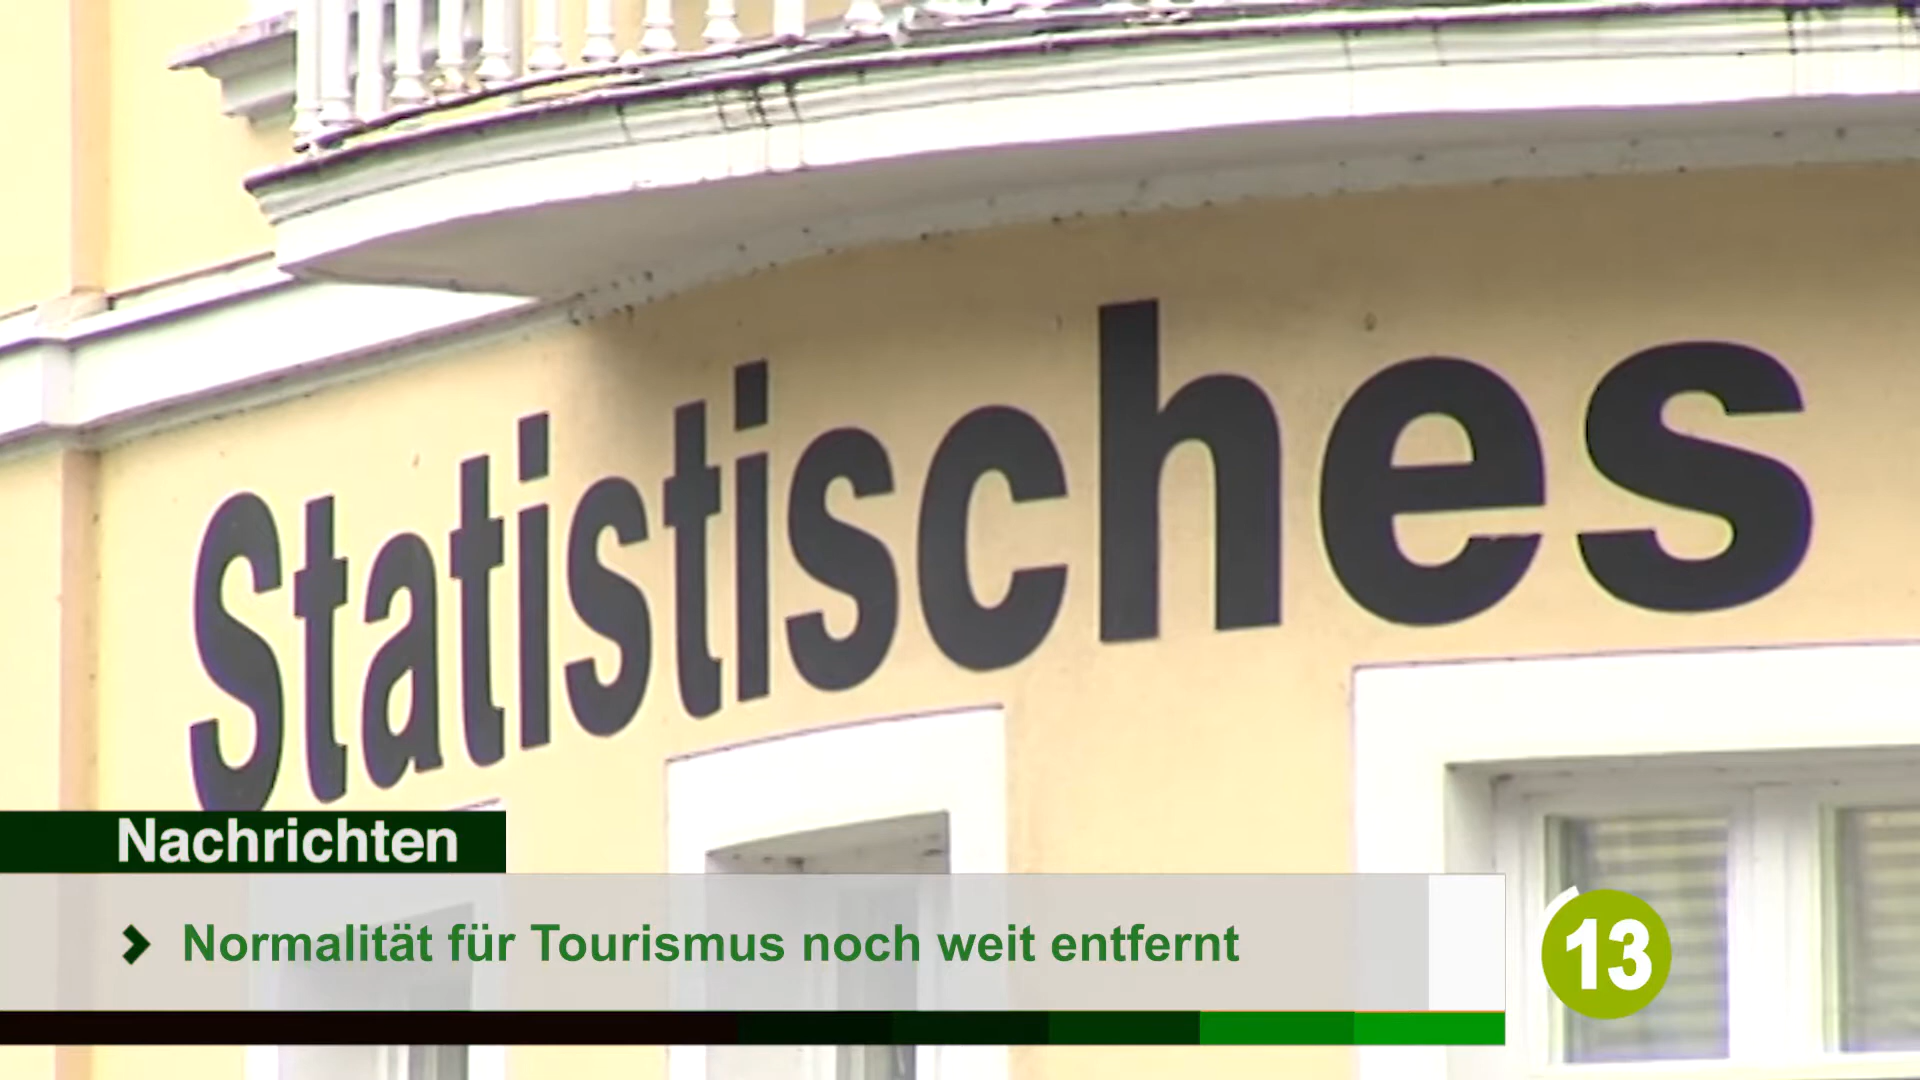 Statistisches
Nachrichten
Normalität für Tourismus noch weit entfernt
13